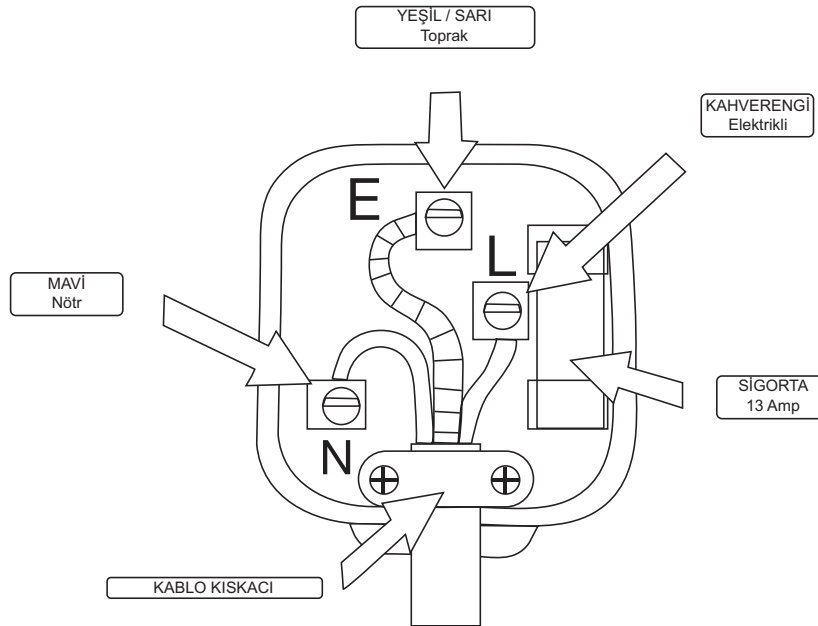 YEŞİL / SARI
Toprak
KAHVERENGİ
Elektrikli
E
L
MAVİ
Nötr
SİGORTA
13 Amp
N
KABLO KISKACI